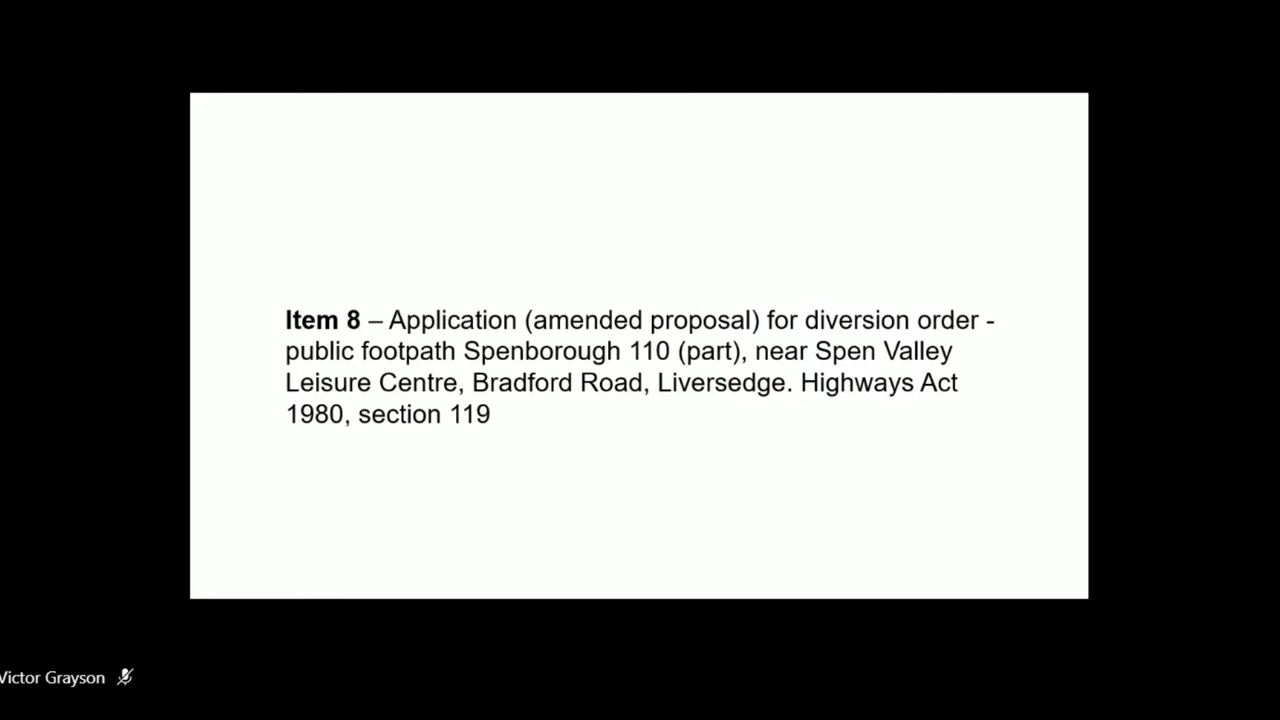 Item 8 – Application (amended proposal) for diversion order -
public footpath Spenborough 110 (part), near Spen Valley
Leisure Centre, Bradford Road, Liversedge. Highways Act
1980, section 119
Victor Grayson